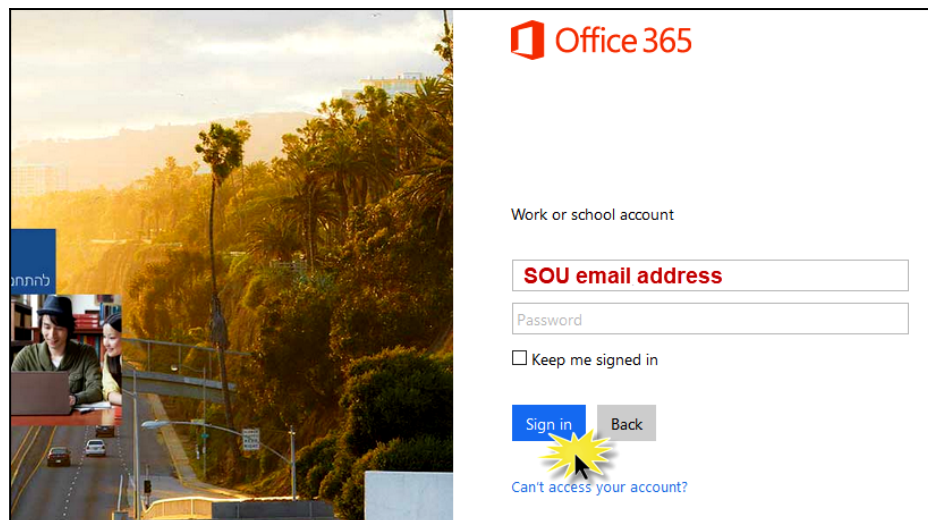 Office 365
Work or school account
SOU email address
Password
Keep me signed in
Sign in
Back
Can't access your account?